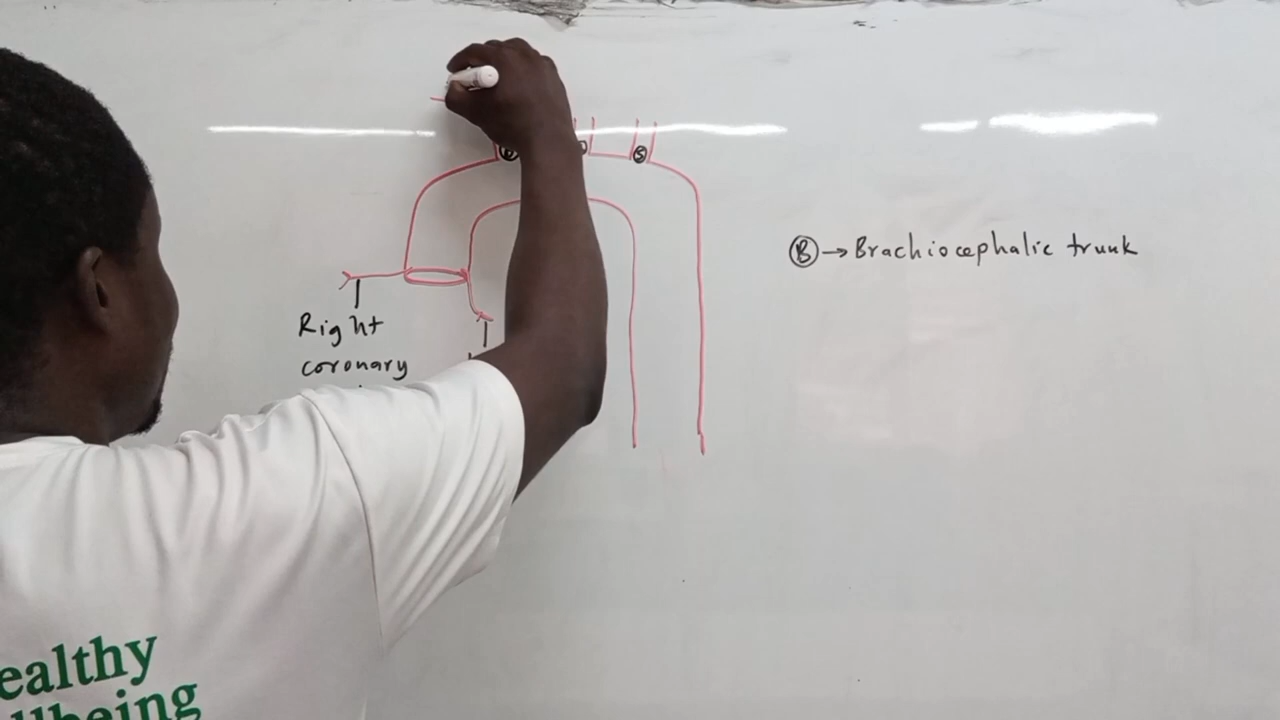 S
B → Brachiocephalic trunk
Right
coronary
ealthy
lbeing